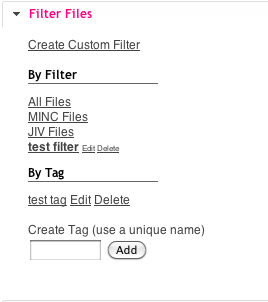 Filter Files
Create Custom Filter
By Filter
All Files
MINC Files
JIV Files
test filter Edit Delete
By Tag
test tag Edit Delete
Create Tag (use a unique name)
Add